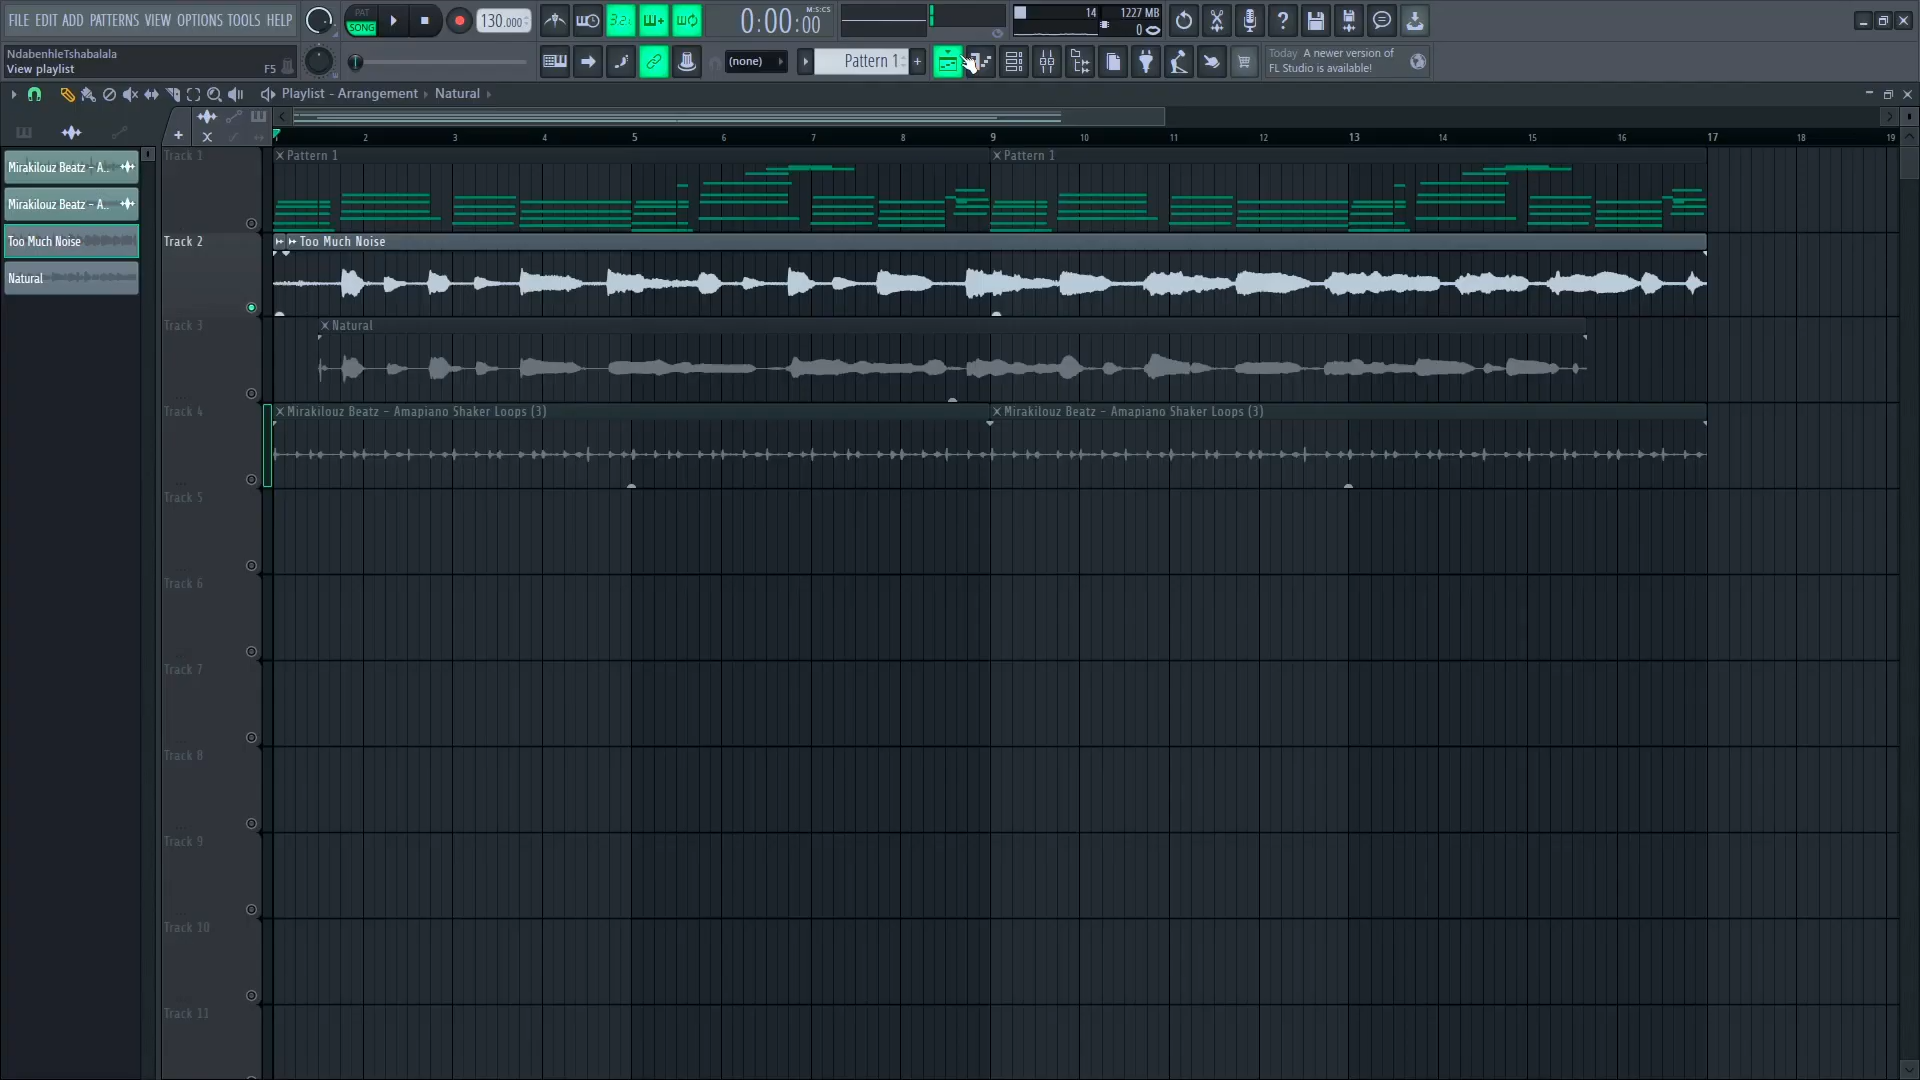 FILE EDIT ADD PATTERNS VIEW OPTIONS TOOLS HELP
PAT
SONG
130.000
3.2.
0:00:00
M:S:CS
14
1227 MB
0
NdabenhleTshabalala
View playlist
F5
(none)
Pattern 1
+
Today A newer version of
FL Studio is available!
Playlist - Arrangement
Natural
2 3 4 5 6 7 8 9 10 11 12 13 14 15 16 17 18 19
Mirakilouz Beatz - A..
Mirakilouz Beatz - A..
Too Much Noise
Natural
Track 1
Pattern 1
Pattern 1
Track 2
Too Much Noise
Track 3
Natural
Track 4
Mirakilouz Beatz - Amapiano Shaker Loops (3)
Mirakilouz Beatz - Amapiano Shaker Loops (3)
Track 5
Track 6
Track 7
Track 8
Track 9
Track 10
Track 11